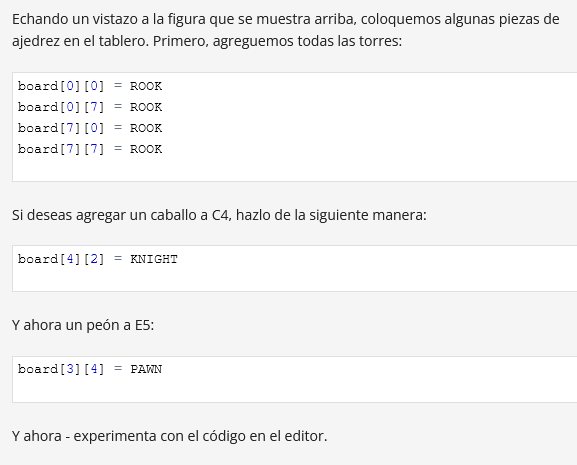 Echando un vistazo a la figura que se muestra arriba, coloquemos algunas piezas de
ajedrez en el tablero. Primero, agreguemos todas las torres:
board[0][0] = ROOK
board[0][7] = ROOK
board[7][0] = ROOK
board[7][7] = ROOK
Si deseas agregar un caballo a C4, hazlo de la siguiente manera:
board[4][2] = KNIGHT
Y ahora un peón a E5:
board[3][4] = PAWN
Y ahora - experimenta con el código en el editor.